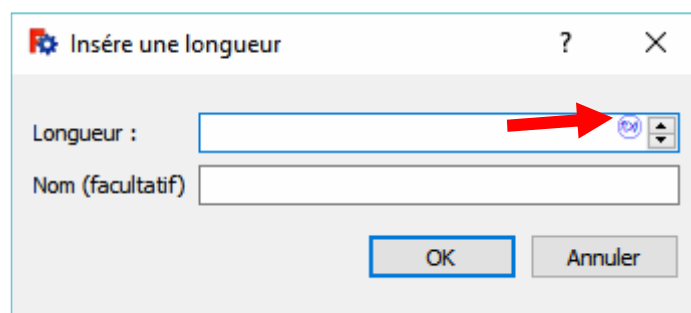 Insére une longueur ?
Longueur :
f(x)
Nom (facultatif)
OK Annuler